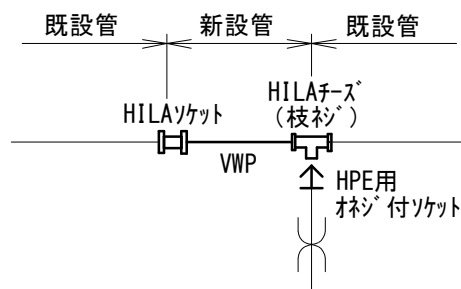 既設管 新設管 既設管
HILAｿｹｯﾄ
HILAﾁｰｽﾞ
(枝ﾈｼﾞ)
VWP
HPE用
ｵﾈｼﾞ付ｿｹｯﾄ